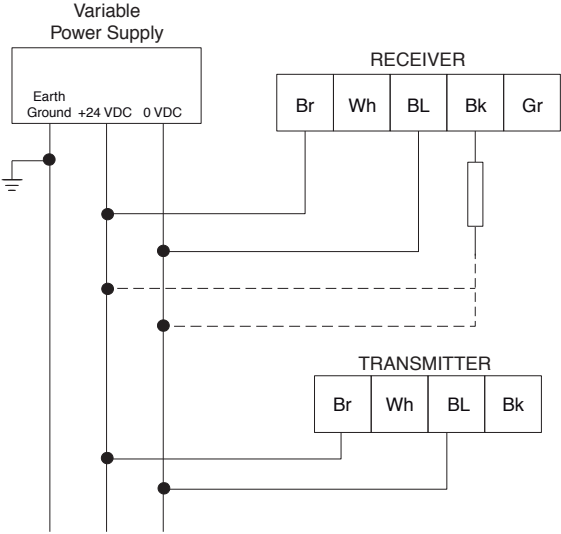 Variable
Power Supply
Earth
Ground +24 VDC 0 VDC
RECEIVER
Br Wh BL Bk Gr
TRANSMITTER
Br Wh BL Bk